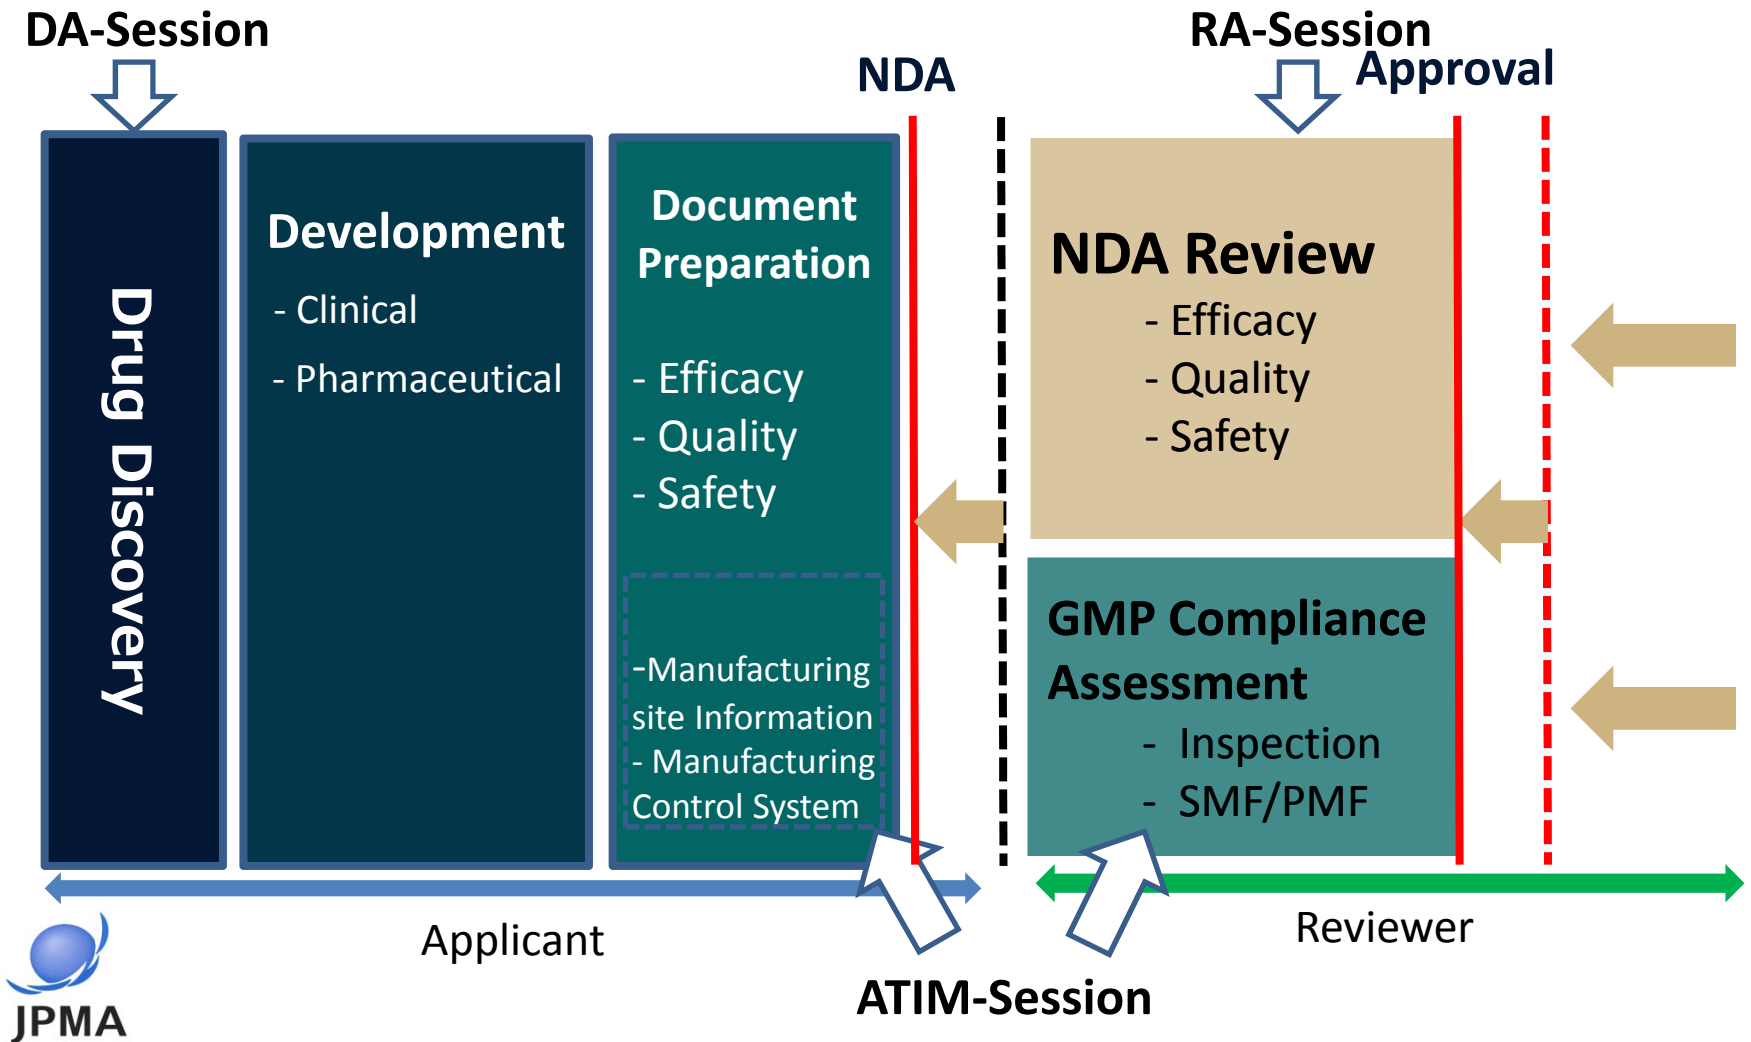 DA-Session
RA-Session
NDA
Approval
Drug Discovery
Development
- Clinical
- Pharmaceutical
Document
Preparation
- Efficacy
- Quality
- Safety
-Manufacturing
site Information
- Manufacturing
Control System
NDA Review
- Efficacy
- Quality
- Safety
GMP Compliance
Assessment
- Inspection
- SMF/PMF
Applicant
Reviewer
ATIM-Session
JPMA